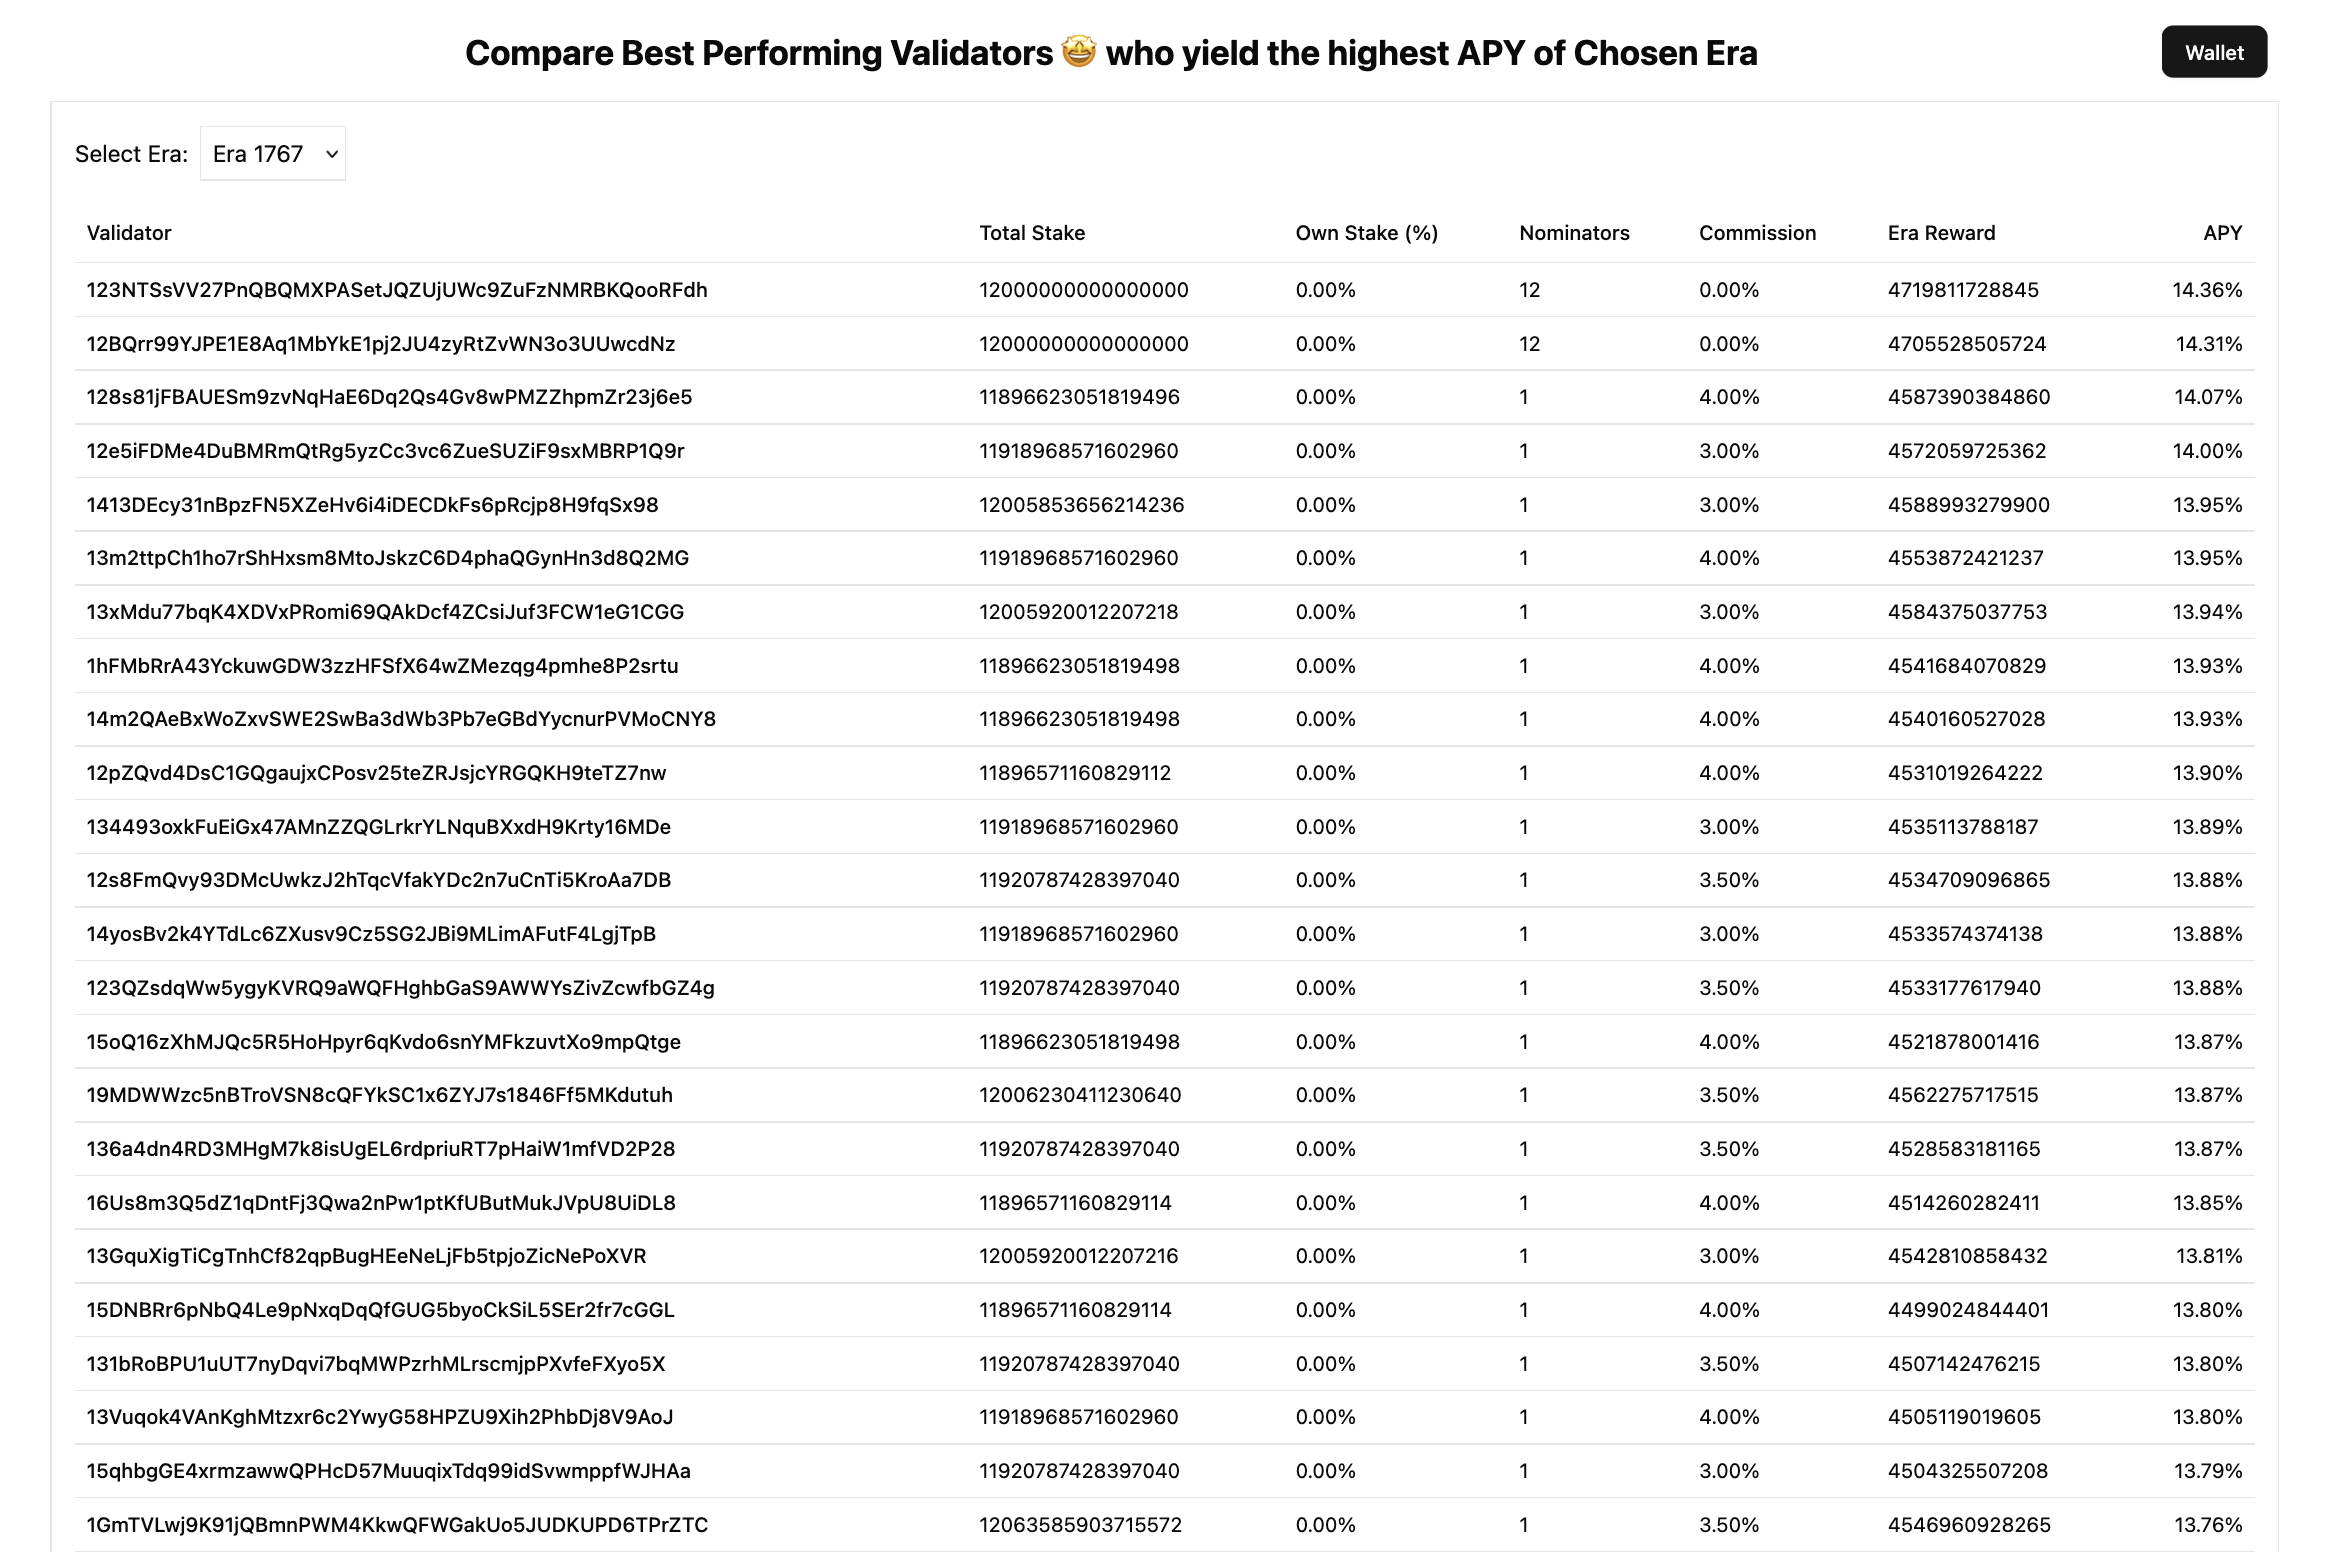 Compare Best Performing Validators 🤩 who yield the highest APY of Chosen Era
Wallet
Select Era: Era 1767
Validator Total Stake Own Stake (%) Nominators Commission Era Reward APY
123NTSsVV27PnQBQMXPASetJQZUjUWc9ZuFzNMRBKQooRFdh 12000000000000000 0.00% 12 0.00% 4719811728845 14.36%
12BQrr99YJPE1E8Aq1MbYkE1pj2JU4zyRtZvWN3o3UUwcdNz 12000000000000000 0.00% 12 0.00% 4705528505724 14.31%
128s81jFBAUESm9zvNqHaE6Dq2Qs4Gv8wPMZZhpmZr23j6e5 11896623051819496 0.00% 1 4.00% 4587390384860 14.07%
12e5iFDMe4DuBMRmQtRg5yzCc3vc6ZueSUZiF9sxMBRP1Q9r 11918968571602960 0.00% 1 3.00% 4572059725362 14.00%
1413DEcy31nBpzFN5XZeHv6i4iDECDkFs6pRcjp8H9fqSx98 12005853656214236 0.00% 1 3.00% 4588993279900 13.95%
13m2ttpCh1ho7rShHxsm8MtoJskzC6D4phaQGynHn3d8Q2MG 11918968571602960 0.00% 1 4.00% 4553872421237 13.95%
13xMdu77bqK4XDVxPRomi69QAkDcf4ZCsiJuf3FCW1eG1CGG 12005920012207218 0.00% 1 3.00% 4584375037753 13.94%
1hFMbRrA43YckuwGDW3zzHFSfX64wZMezqg4pmhe8P2srtu 11896623051819498 0.00% 1 4.00% 4541684070829 13.93%
14m2QAeBxWoZxvSWE2SwBa3dWb3Pb7eGBdYycnurPVMoCNY8 11896623051819498 0.00% 1 4.00% 4540160527028 13.93%
12pZQvd4DsC1GQgaujxCPosv25teZRJsjcYRGQKH9teTZ7nw 11896571160829112 0.00% 1 4.00% 4531019264222 13.90%
134493oxkFuEiGx47AMnZZQGLrkrYLNquBXxdH9Krty16MDe 11918968571602960 0.00% 1 3.00% 4535113788187 13.89%
12s8FmQvy93DMcUwkzJ2hTqcVfakYDc2n7uCnTi5KroAa7DB 11920787428397040 0.00% 1 3.50% 4534709096865 13.88%
14yosBv2k4YTdLc6ZXusv9Cz5SG2JBi9MLimAFutF4LgjTpB 11918968571602960 0.00% 1 3.00% 4533574374138 13.88%
123QZsdqWw5ygyKVRQ9aWQFHghbGaS9AWWYsZivZcwfbGZ4g 11920787428397040 0.00% 1 3.50% 4533177617940 13.88%
15oQ16zXhMJQc5R5HoHpyr6qKvdo6snYMFkzuvtXo9mpQtge 11896623051819498 0.00% 1 4.00% 4521878001416 13.87%
19MDWWzc5nBTroVSN8cQFYkSC1x6ZYJ7s1846Ff5MKdutuh 12006230411230640 0.00% 1 3.50% 4562275717515 13.87%
136a4dn4RD3MHgM7k8isUgEL6rdpriuRT7pHaiW1mfVD2P28 11920787428397040 0.00% 1 3.50% 4528583181165 13.87%
16Us8m3Q5dZ1qDntFj3Qwa2nPw1ptKfUButMukJVpU8UiDL8 11896571160829114 0.00% 1 4.00% 4514260282411 13.85%
13GquXigTiCgTnhCf82qpBugHEeNeLjFb5tpjoZicNePoXVR 12005920012207216 0.00% 1 3.00% 4542810858432 13.81%
15DNBRr6pNbQ4Le9pNxqDqQfGUG5byoCkSiL5SEr2fr7cGGL 11896571160829114 0.00% 1 4.00% 4499024844401 13.80%
131bRoBPU1uUT7nyDqvi7bqMWPzrhMLrscmjpPXvfeFXyo5X 11920787428397040 0.00% 1 3.50% 4507142476215 13.80%
13Vuqok4VAnKghMtzxr6c2YwyG58HPZU9Xih2PhbDj8V9AoJ 11918968571602960 0.00% 1 4.00% 4505119019605 13.80%
15qhbgGE4xrmzawwQPHcD57MuuqixTdq99idSvwmppfWJHAa 11920787428397040 0.00% 1 3.00% 4504325507208 13.79%
1GmTVLwj9K91jQBmnPWM4KkwQFWGakUo5JUDKUPD6TPrZTC 12063585903715572 0.00% 1 3.50% 4546960928265 13.76%